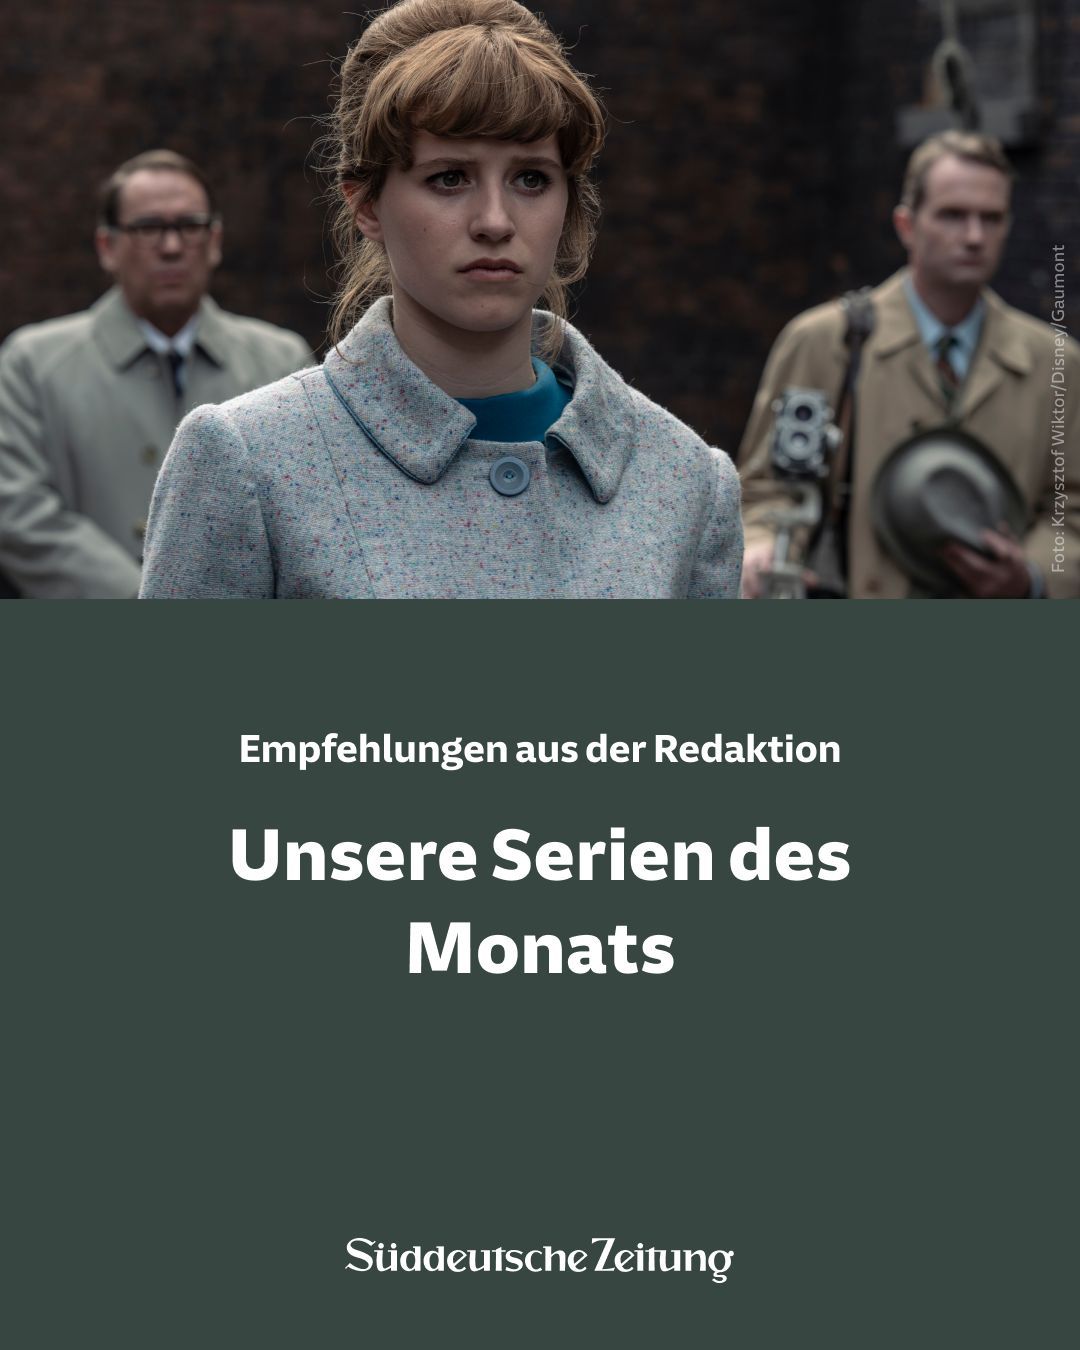 Foto: Krzysztof Wiktor/Disney/Gaumont
Empfehlungen aus der Redaktion
Unsere Serien des
Monats
Süddeutsche Zeitung